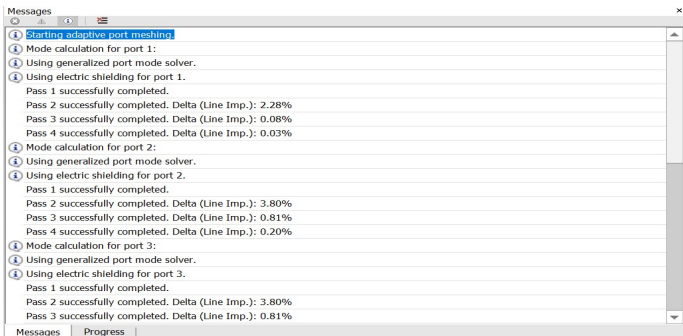 Messages
Starting adaptive port meshing.
Mode calculation for port 1:
Using generalized port mode solver.
Using electric shielding for port 1.
Pass 1 successfully completed.
Pass 2 successfully completed. Delta (Line Imp.): 2.28%
Pass 3 successfully completed. Delta (Line Imp.): 0.08%
Pass 4 successfully completed. Delta (Line Imp.): 0.03%
Mode calculation for port 2:
Using generalized port mode solver.
Using electric shielding for port 2.
Pass 1 successfully completed.
Pass 2 successfully completed. Delta (Line Imp.): 3.80%
Pass 3 successfully completed. Delta (Line Imp.): 0.81%
Pass 4 successfully completed. Delta (Line Imp.): 0.20%
Mode calculation for port 3:
Using generalized port mode solver.
Using electric shielding for port 3.
Pass 1 successfully completed.
Pass 2 successfully completed. Delta (Line Imp.): 3.80%
Pass 3 successfully completed. Delta (Line Imp.): 0.81%
Messages Progress